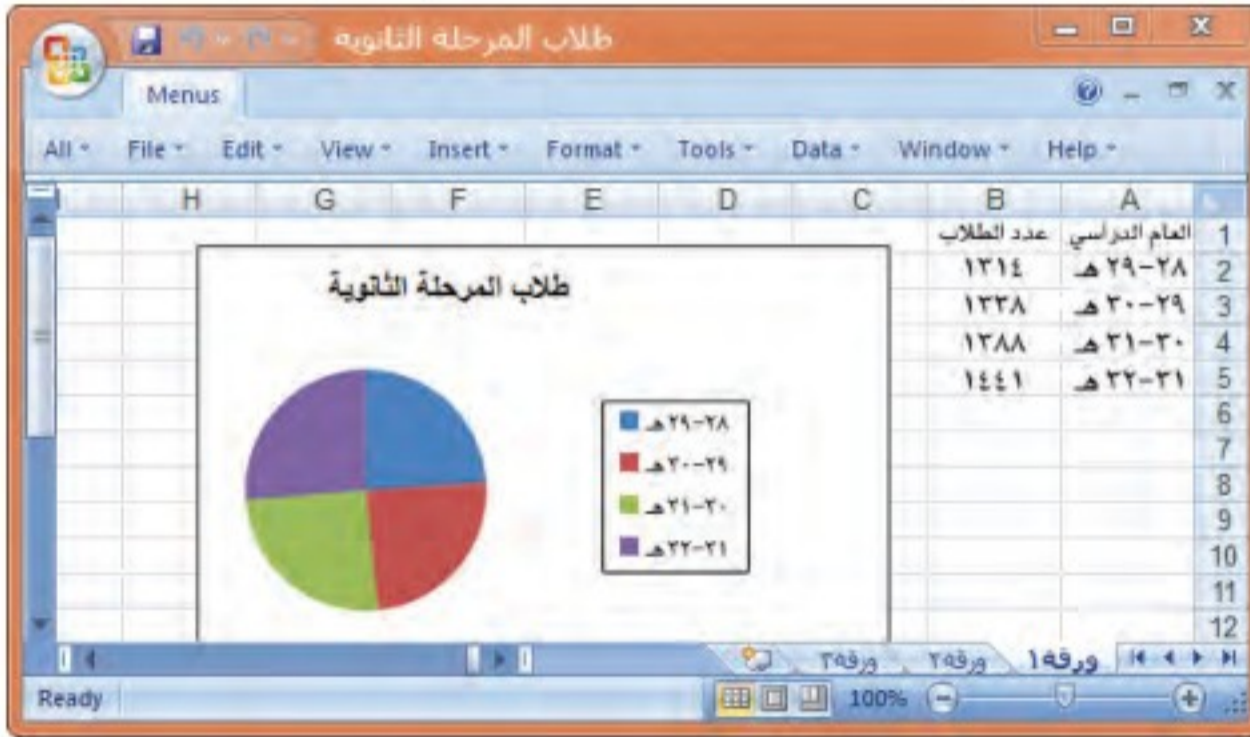 طلاب المرحلة الثانويه
Menus
All File Edit View Insert Format Tools Data Window Help
A B C D E F G H
1 العام الدراسي عدد الطلاب
2 ٢٨-٢٩ هـ ١٣١٤
3 ٢٩-٣٠ هـ ١٣٣٨
4 ٣٠-٣١ هـ ١٣٨٨
5 ٣١-٣٢ هـ ١٤٤١
6
7
8
9
10
11
12
طلاب المرحلة الثانوية
٢٨-٢٩ هـ
٢٩-٣٠ هـ
٣٠-٣١ هـ
٣١-٣٢ هـ
ورقة١ ورقة٢ ورقة٣
Ready 100%